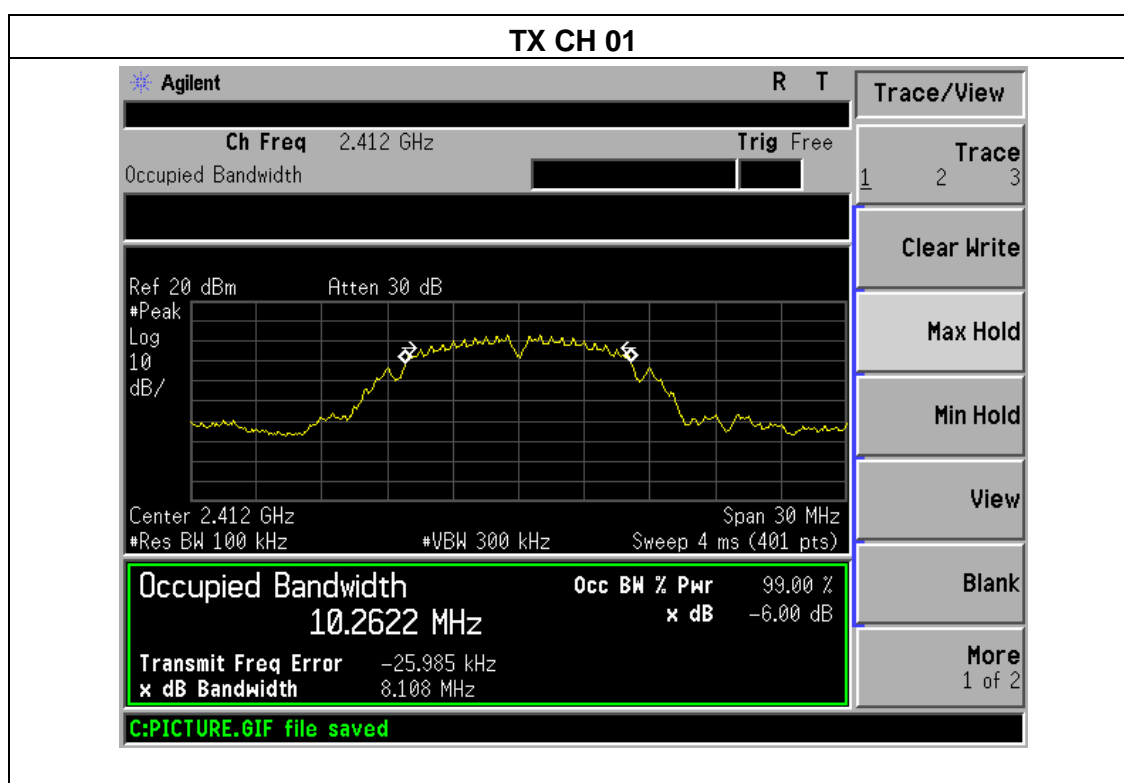 TX CH 01
Agilent R T
Trace/View
Ch Freq 2.412 GHz Trig Free
Occupied Bandwidth
Trace
1 2 3
Clear Write
Ref 20 dBm Atten 30 dB
#Peak
Log
10
dB/
Max Hold
Min Hold
View
Center 2.412 GHz Span 30 MHz
#Res BW 100 kHz #VBW 300 kHz Sweep 4 ms (401 pts)
Occupied Bandwidth Occ BW % Pwr 99.00 %
10.2622 MHz x dB -6.00 dB
Blank
Transmit Freq Error -25.985 kHz
x dB Bandwidth 8.108 MHz
More
1 of 2
C:PICTURE.GIF file saved